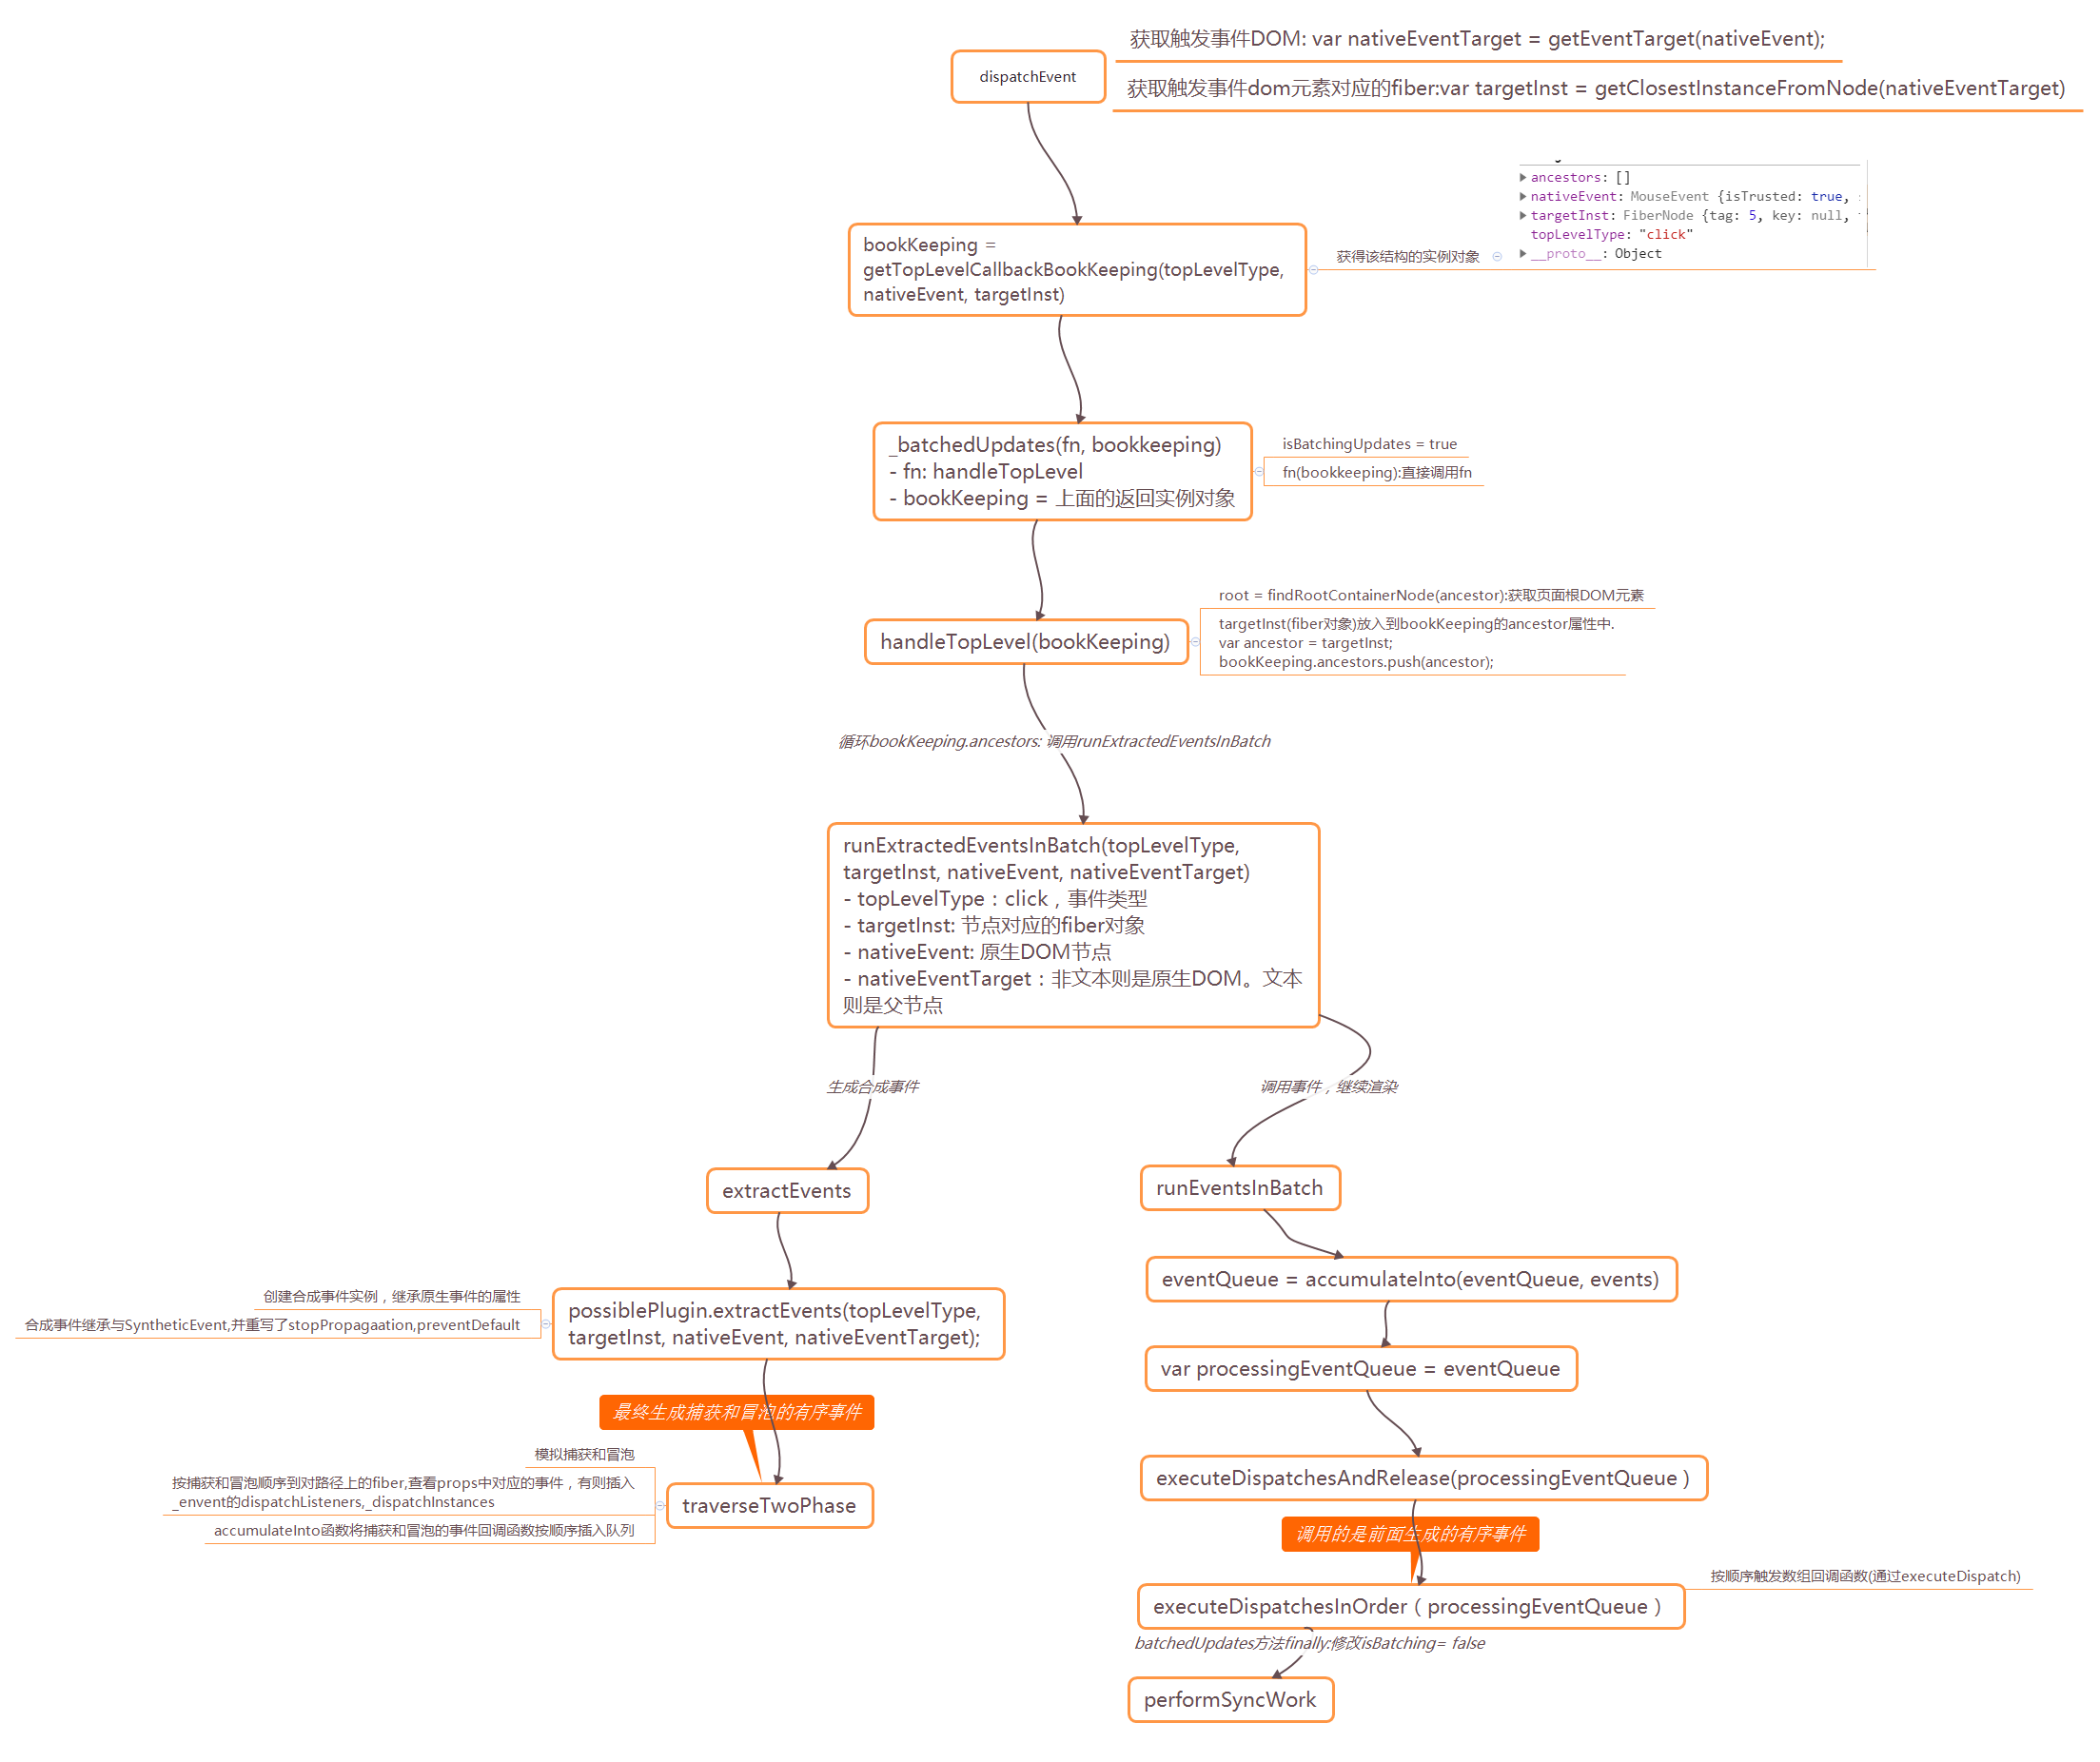 获取触发事件DOM: var nativeEventTarget = getEventTarget(nativeEvent);
dispatchEvent
获取触发事件dom元素对应的fiber:var targetInst = getClosestInstanceFromNode(nativeEventTarget)
ancestors: []
nativeEvent: MouseEvent {isTrusted: true,
targetInst: FiberNode {tag: 5, key: null,
topLevelType: "click"
__proto__: Object
获得该结构的实例对象
bookKeeping =
getTopLevelCallbackBookKeeping(topLevelType,
nativeEvent, targetInst)
_batchedUpdates(fn, bookkeeping)
- fn: handleTopLevel
- bookKeeping = 上面的返回实例对象
isBatchingUpdates = true
fn(bookkeeping):直接调用fn
root = findRootContainerNode(ancestor):获取页面根DOM元素
handleTopLevel(bookKeeping)
targetInst(fiber对象)放入到bookKeeping的ancestor属性中.
var ancestor = targetInst;
bookKeeping.ancestors.push(ancestor);
循环bookKeeping.ancestors: 调用runExtractedEventsInBatch
runExtractedEventsInBatch(topLevelType,
targetInst, nativeEvent, nativeEventTarget)
- topLevelType：click，事件类型
- targetInst: 节点对应的fiber对象
- nativeEvent: 原生DOM节点
- nativeEventTarget：非文本则是原生DOM。文本
则是父节点
生成合成事件
调用事件，继续渲染
extractEvents
runEventsInBatch
eventQueue = accumulateInto(eventQueue, events)
创建合成事件实例，继承原生事件的属性
合成事件继承与SyntheticEvent,并重写了stopPropagaation,preventDefault
possiblePlugin.extractEvents(topLevelType,
targetInst, nativeEvent, nativeEventTarget);
var processingEventQueue = eventQueue
最终生成捕获和冒泡的有序事件
模拟捕获和冒泡
按捕获和冒泡顺序到对路径上的fiber,查看props中对应的事件，有则插入
_envent的dispatchListeners,_dispatchInstances
accumulateInto函数将捕获和冒泡的事件回调函数按顺序插入队列
traverseTwoPhase
executeDispatchesAndRelease(processingEventQueue )
调用的是前面生成的有序事件
按顺序触发数组回调函数(通过executeDispatch)
executeDispatchesInOrder（processingEventQueue）
batchedUpdates方法finally:修改isBatching= false
performSyncWork